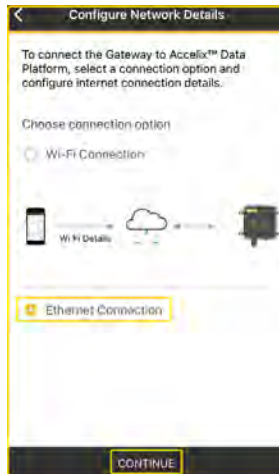 Configure Network Details
To connect the Gateway to Accelix™ Data
Platform, select a connection option and
configure internet connection details.
Choose connection option
Wi-Fi Connection
Wi Fi Details
Ethernet Connection
CONTINUE